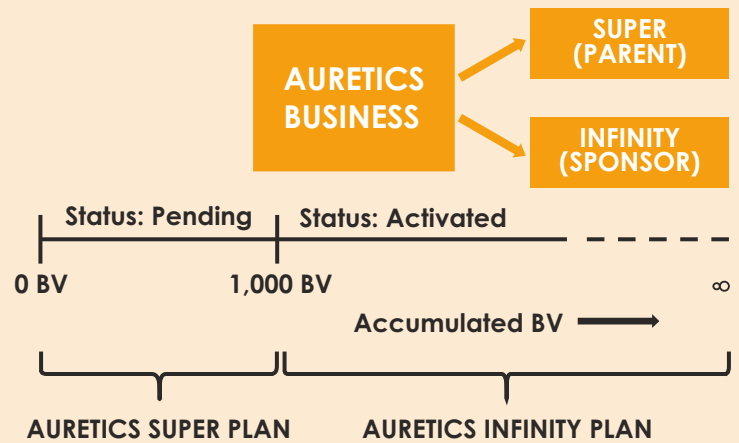 AURETICS
BUSINESS
SUPER
(PARENT)
INFINITY
(SPONSOR)
Status: Pending
Status: Activated
0 BV
1,000 BV
∞
Accumulated BV
AURETICS SUPER PLAN
AURETICS INFINITY PLAN